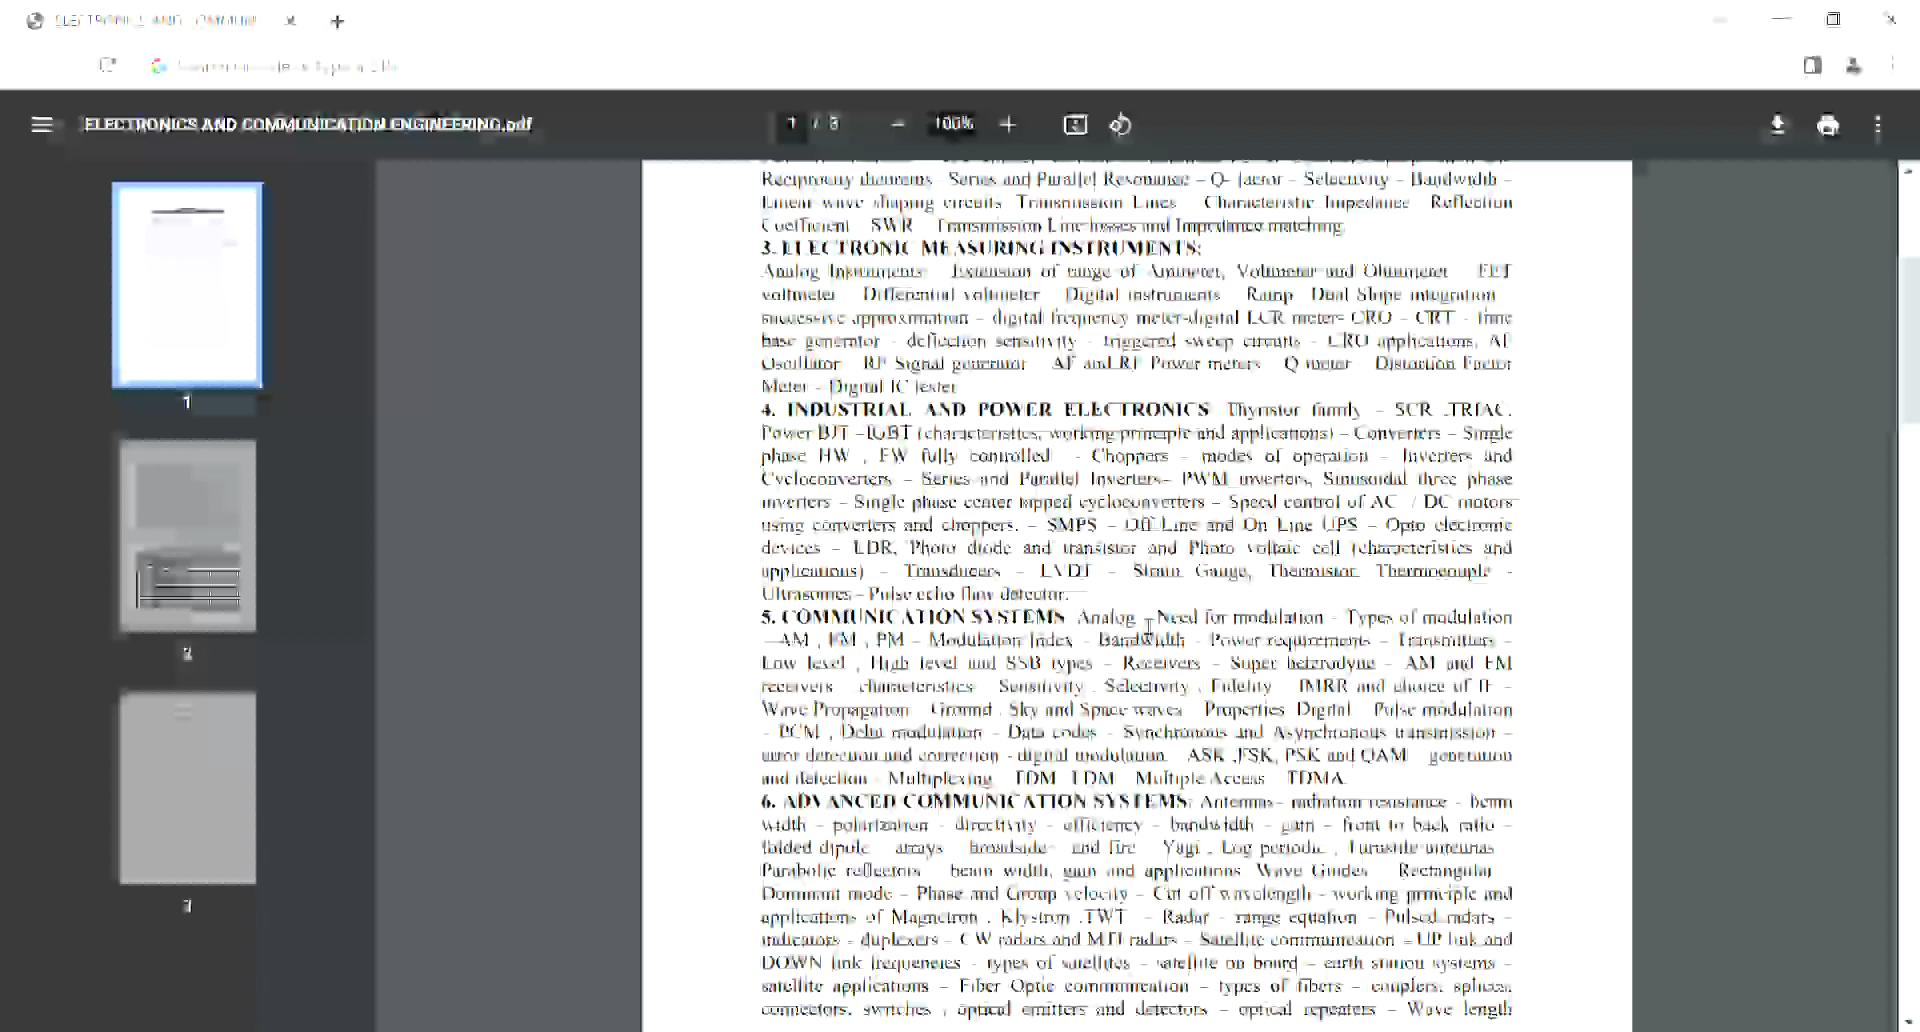 ELECTRONICS AND COMMUNICATION ENGINEERING.pdf
1 / 3
100%
Reciprocity theorems Series and Parallel Resonance – Q- factor – Selectivity – Bandwidth –
Linear wave shaping circuits Transmission Lines Characteristic Impedance Reflection
Coefficient SWR Transmission Line losses and Impedance matching.
3. ELECTRONIC MEASURING INSTRUMENTS:
Analog Instruments Extension of range of Ammeter, Voltmeter and Ohmmeter FET
voltmeter Differential voltmeter Digital instruments Ramp Dual Slope integration
successive approximation – digital frequency meter-digital LCR meter- CRO – CRT - time
base generator - deflection sensitivity - triggered sweep circuits – CRO applications, AF
Oscillator RF Signal generator AF and RF Power meters Q meter Distortion Factor
Meter – Digital IC tester
4. INDUSTRIAL AND POWER ELECTRONICS Thyristor family – SCR ,TRIAC,
Power BJT –IGBT (characteristics, working principle and applications) – Converters – Single
phase HW , FW fully controlled - Choppers – modes of operation – Inverters and
Cycloconverters – Series and Parallel Inverters– PWM invertors, Sinusoidal three phase
inverters – Single phase center tapped cycloconverters – Speed control of AC / DC motors
using converters and choppers. – SMPS – Off Line and On Line UPS – Opto electronic
devices – LDR, Photo diode and transistor and Photo voltaic cell (characteristics and
applications) – Transducers – LVDT – Strain Gauge, Thermistor, Thermocouple -
Ultrasonics – Pulse echo flaw detector.
5. COMMUNICATION SYSTEMS Analog –Need for modulation - Types of modulation
–AM , FM , PM – Modulation Index – BandWidth - Power requirements – Transmitters –
Low level , High level and SSB types – Receivers – Super heterodyne – AM and FM
receivers characteristics Sensitivity , Selectivity , Fidelity IMRR and choice of IF –
Wave Propagation Ground , Sky and Space waves Properties Digital Pulse modulation
- PCM , Delta modulation – Data codes – Synchronous and Asynchronous transmission –
error detection and correction - digital modulation ASK ,FSK, PSK and QAM generation
and detection - Multiplexing TDM FDM Multiple Access TDMA
6. ADVANCED COMMUNICATION SYSTEMS: Antennas– radiation resistance – beam
width – polarization – directivity – efficiency – bandwidth – gain – front to back ratio –
folded dipole arrays broadside and fire Yagi , Log periodic , Turnstile antennas
Parabolic reflectors beam width, gain and applications Wave Guides Rectangular
Dominant mode – Phase and Group velocity – Cut off wavelength – working principle and
applications of Magnetron , Klystron ,TWT – Radar – range equation – Pulsed radars –
indicators - duplexers – CW radars and MTI radars – Satellite communication – UP link and
DOWN link frequencies – types of satellites – satellite on board – earth station systems –
satellite applications – Fiber Optic communication – types of fibers – couplers, splices,
connectors, switches , optical emitters and detectors – optical repeaters – Wave length
1
2
3